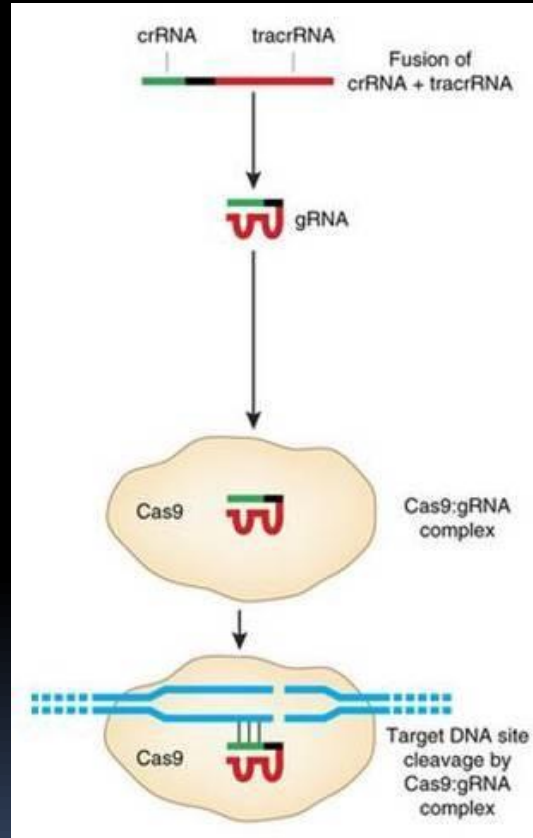 crRNA
tracrRNA
Fusion of
crRNA + tracrRNA
gRNA
Cas9
Cas9:gRNA
complex
Cas9
Target DNA site
cleavage by
Cas9:gRNA
complex